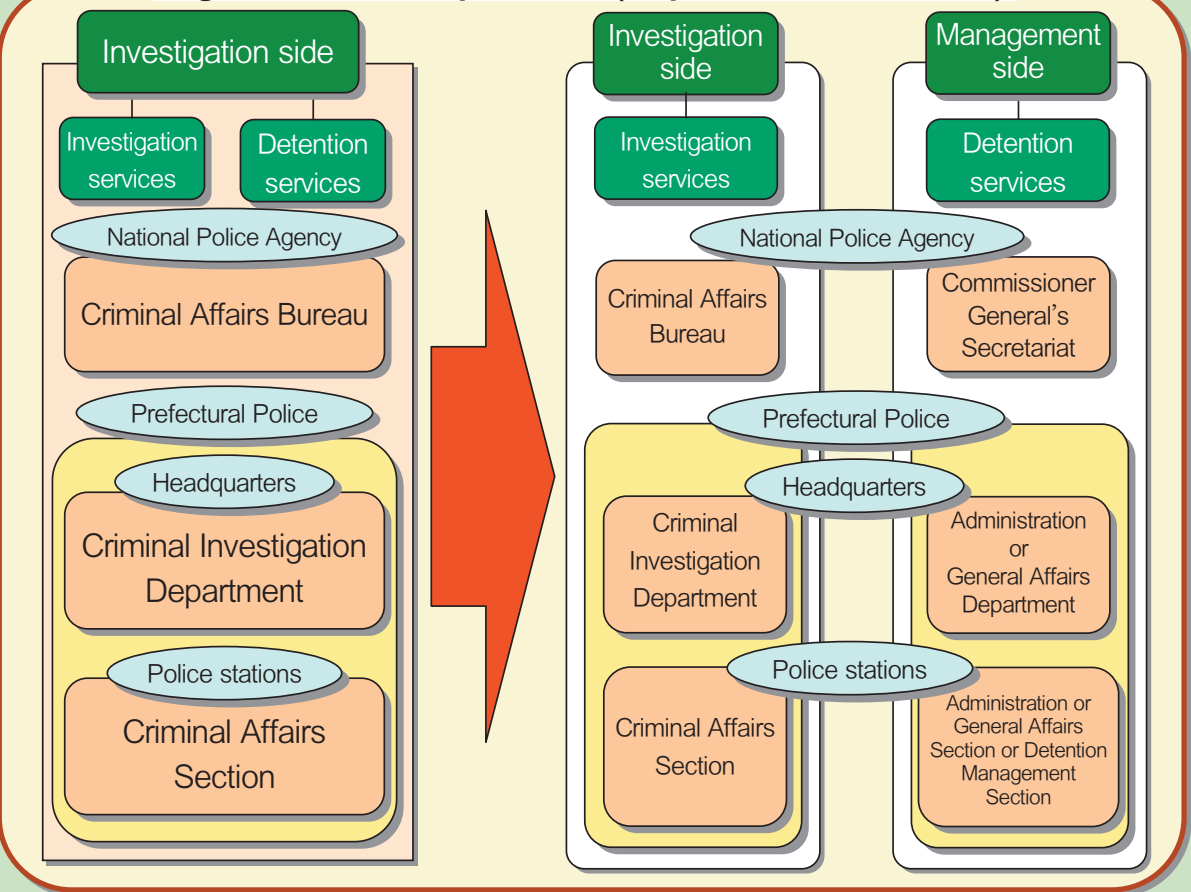 Investigation side
Investigation
services
Detention
services
National Police Agency
Criminal Affairs Bureau
Prefectural Police
Headquarters
Criminal Investigation
Department
Police stations
Criminal Affairs
Section
Investigation
side
Management
side
Investigation
services
Detention
services
National Police Agency
Criminal Affairs
Bureau
Commissioner
General's
Secretariat
Prefectural Police
Headquarters
Criminal
Investigation
Department
Administration
or
General Affairs
Department
Police stations
Criminal Affairs
Section
Administration or
General Affairs
Section or Detention
Management
Section